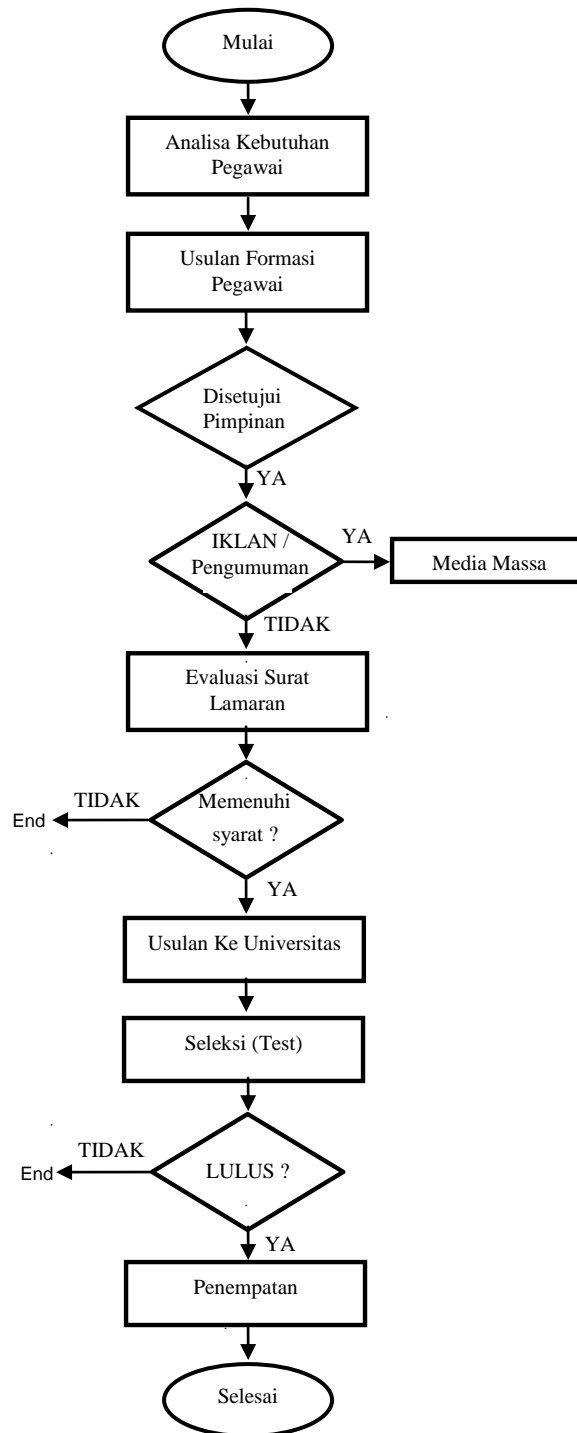 Mulai
Analisa Kebutuhan
Pegawai
Usulan Formasi
Pegawai
Disetujui
Pimpinan
YA
IKLAN /
Pengumuman
YA
Media Massa
TIDAK
Evaluasi Surat
Lamaran
Memenuhi
syarat ?
TIDAK
End
YA
Usulan Ke Universitas
Seleksi (Test)
LULUS ?
TIDAK
End
YA
Penempatan
Selesai